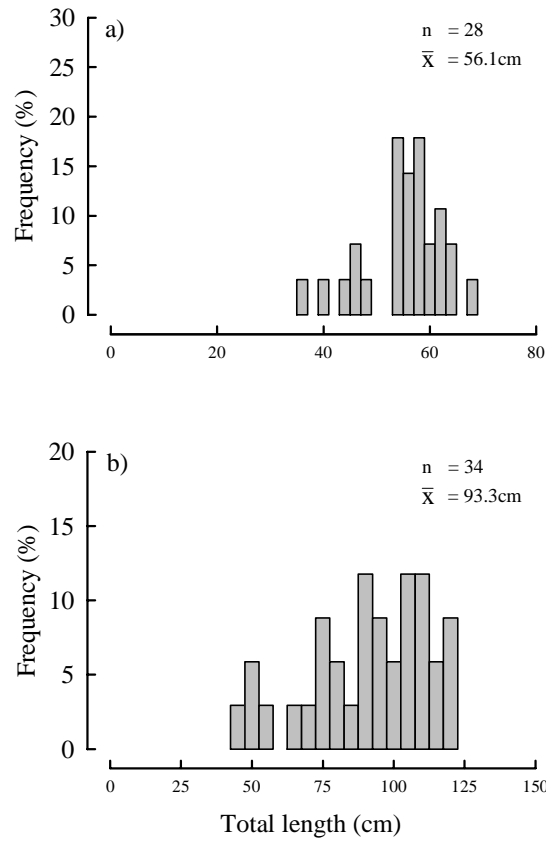 a)
n = 28
x̄ = 56.1cm
Frequency (%)
30
25
20
15
10
5
0
0 20 40 60 80
b)
n = 34
x̄ = 93.3cm
Frequency (%)
20
15
10
5
0
0 25 50 75 100 125 150
Total length (cm)